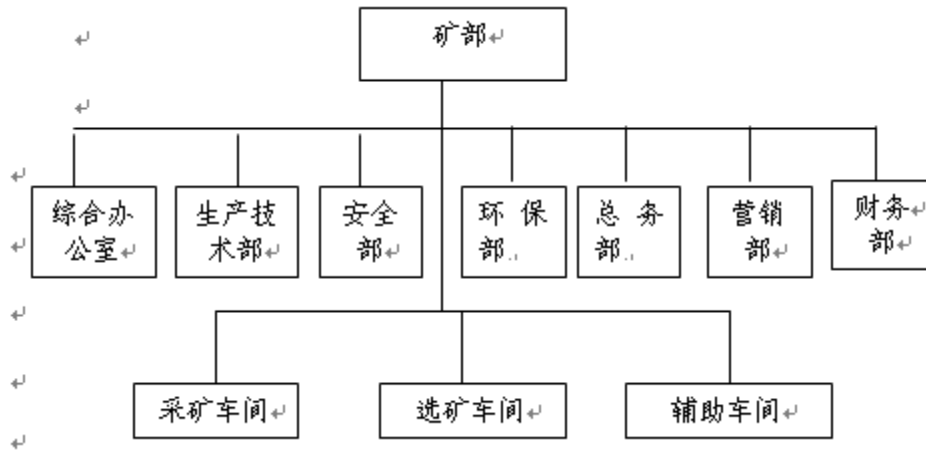 矿部
综合办
公室
生产技
术部
安全
部
环 保
部
总 务
部
营销
部
财务
部
采矿车间
选矿车间
辅助车间